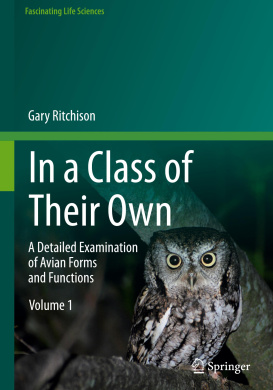 Fascinating Life Sciences
Gary Ritchison
In a Class of
Their Own
A Detailed Examination
of Avian Forms
and Functions
Volume 1
Springer